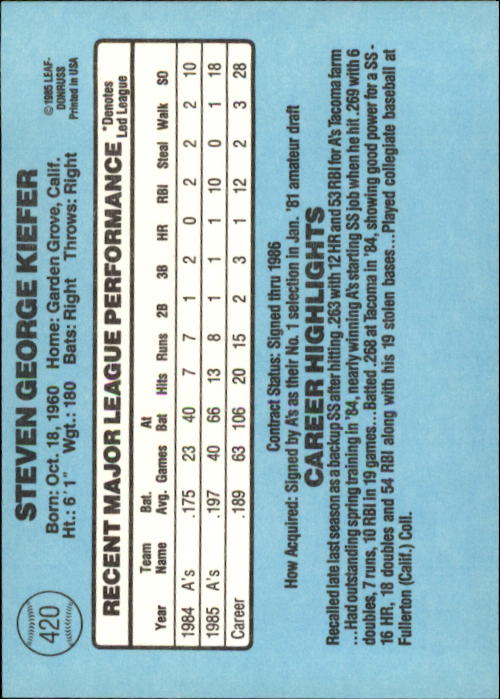 420
STEVEN GEORGE KIEFER
©1985 LEAF-
DONRUSS
Printed in USA
Born: Oct. 18, 1960 Home: Garden Grove, Calif.
Ht.: 6'1" Wgt.: 180 Bats: Right Throws: Right
RECENT MAJOR LEAGUE PERFORMANCE *Denotes
Led League
Year Team Name Bat. Avg. Games At Bat Hits Runs 2B 3B HR RBI Steal Walk SO
1984 A's .175 23 40 7 7 1 2 0 2 2 2 10
1985 A's .197 40 66 13 8 1 1 1 10 0 1 18
Career .189 63 106 20 15 2 3 1 12 2 3 28
Contract Status: Signed thru 1986
How Acquired: Signed by A's as their No. 1 selection in Jan. '81 amateur draft
CAREER HIGHLIGHTS
Recalled late last season as a backup SS after hitting .263 with 12 HR and 53 RBI for A's Tacoma farm
...Had outstanding spring training in '84, nearly winning A's starting SS job when he hit .269 with 6
doubles, 7 runs, 10 RBI in 19 games...Batted .268 at Tacoma in '84, showing good power for a SS-
16 HR, 18 doubles and 54 RBI along with his 19 stolen bases...Played collegiate baseball at
Fullerton (Calif.) Coll.